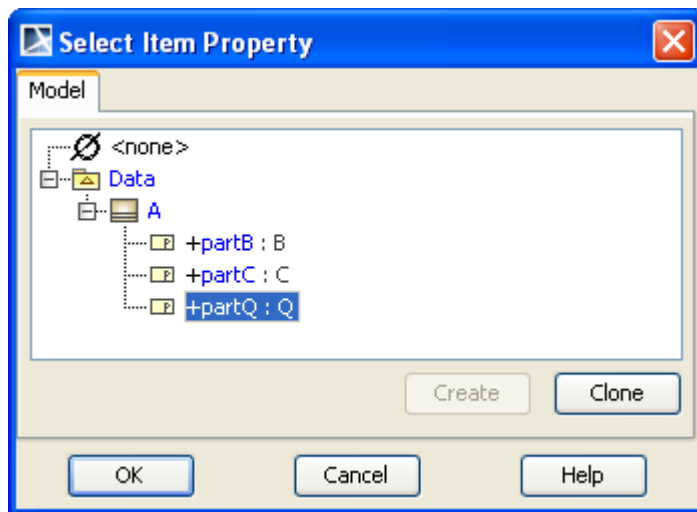 Select Item Property
Model
<none>
Data
A
+partB : B
+partC : C
+partQ : Q
Create
Clone
OK
Cancel
Help